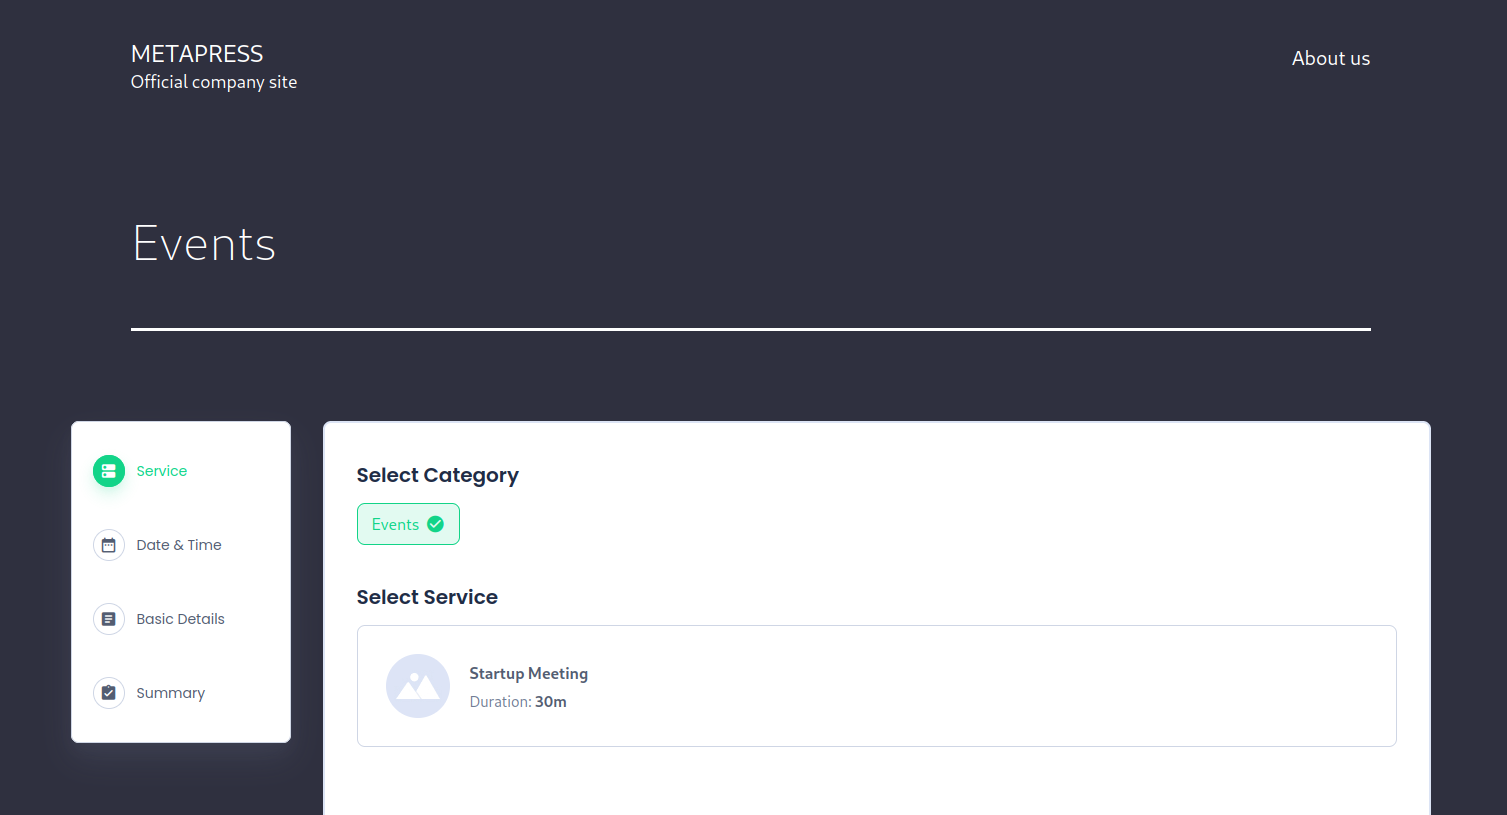 METAPRESS
Official company site
About us
Events
Service
Date & Time
Basic Details
Summary
Select Category
Events
Select Service
Startup Meeting
Duration: 30m